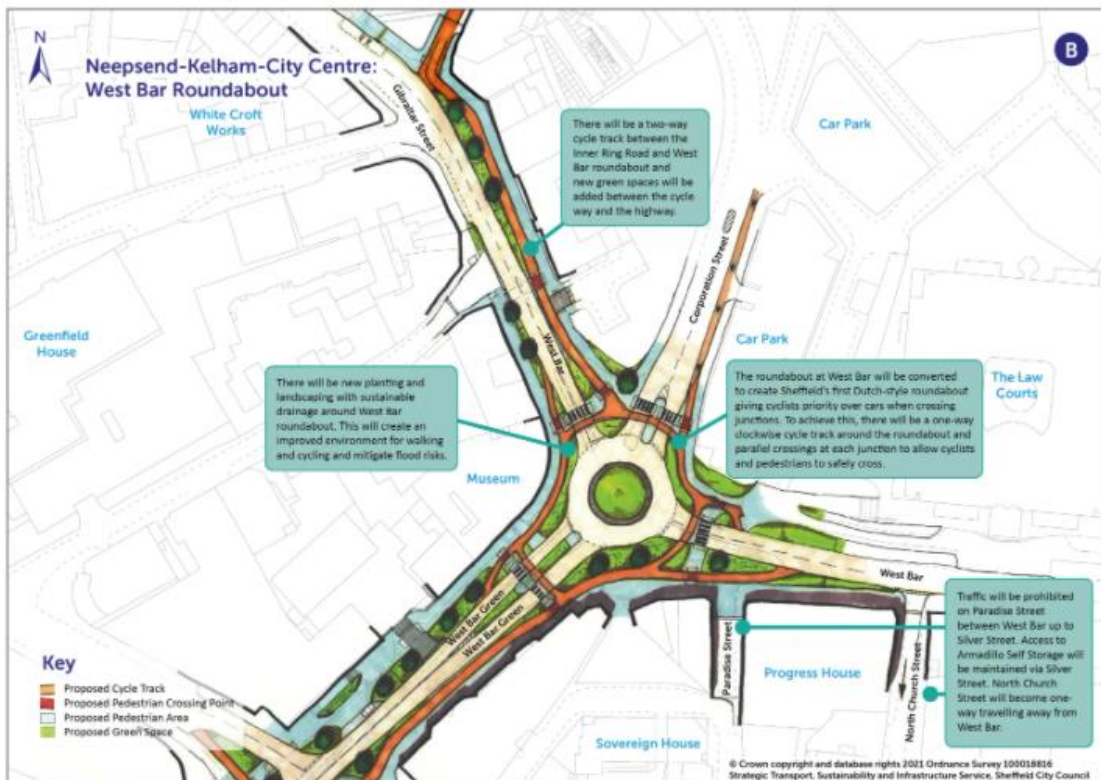 N
Neepsend-Kelham-City Centre:
West Bar Roundabout
B
White Croft
Works
Gibraltar Street
There will be a two-way
cycle track between the
Inner Ring Road and West
Bar roundabout and
new green spaces will be
added between the cycle
way and the highway.
Car Park
Corporation Street
Greenfield
House
West Bar
Car Park
The Law
Courts
There will be new planting and
landscaping with sustainable
drainage around West Bar
roundabout. This will create an
improved environment for walking
and cycling and mitigate flood risks.
The roundabout at West Bar will be converted
to create Sheffield's first Dutch-style roundabout
giving cyclists priority over cars when crossing
junctions. To achieve this, there will be a one-way
clockwise cycle track around the roundabout and
parallel crossings at each junction to allow cyclists
and pedestrians to safely cross.
Museum
West Bar
West Bar Green
West Bar Green
Paradise Street
Progress House
North Church Street
Traffic will be prohibited
on Paradise Street
between West Bar up to
Silver Street. Access to
Armadillo Self Storage will
be maintained via Silver
Street. North Church
Street will become one-
way travelling away from
West Bar.
Key
Proposed Cycle Track
Proposed Pedestrian Crossing Point
Proposed Pedestrian Area
Proposed Green Space
Sovereign House
© Crown copyright and database rights 2021 Ordnance Survey 100018816
Strategic Transport, Sustainability and Infrastructure Service, Sheffield City Council